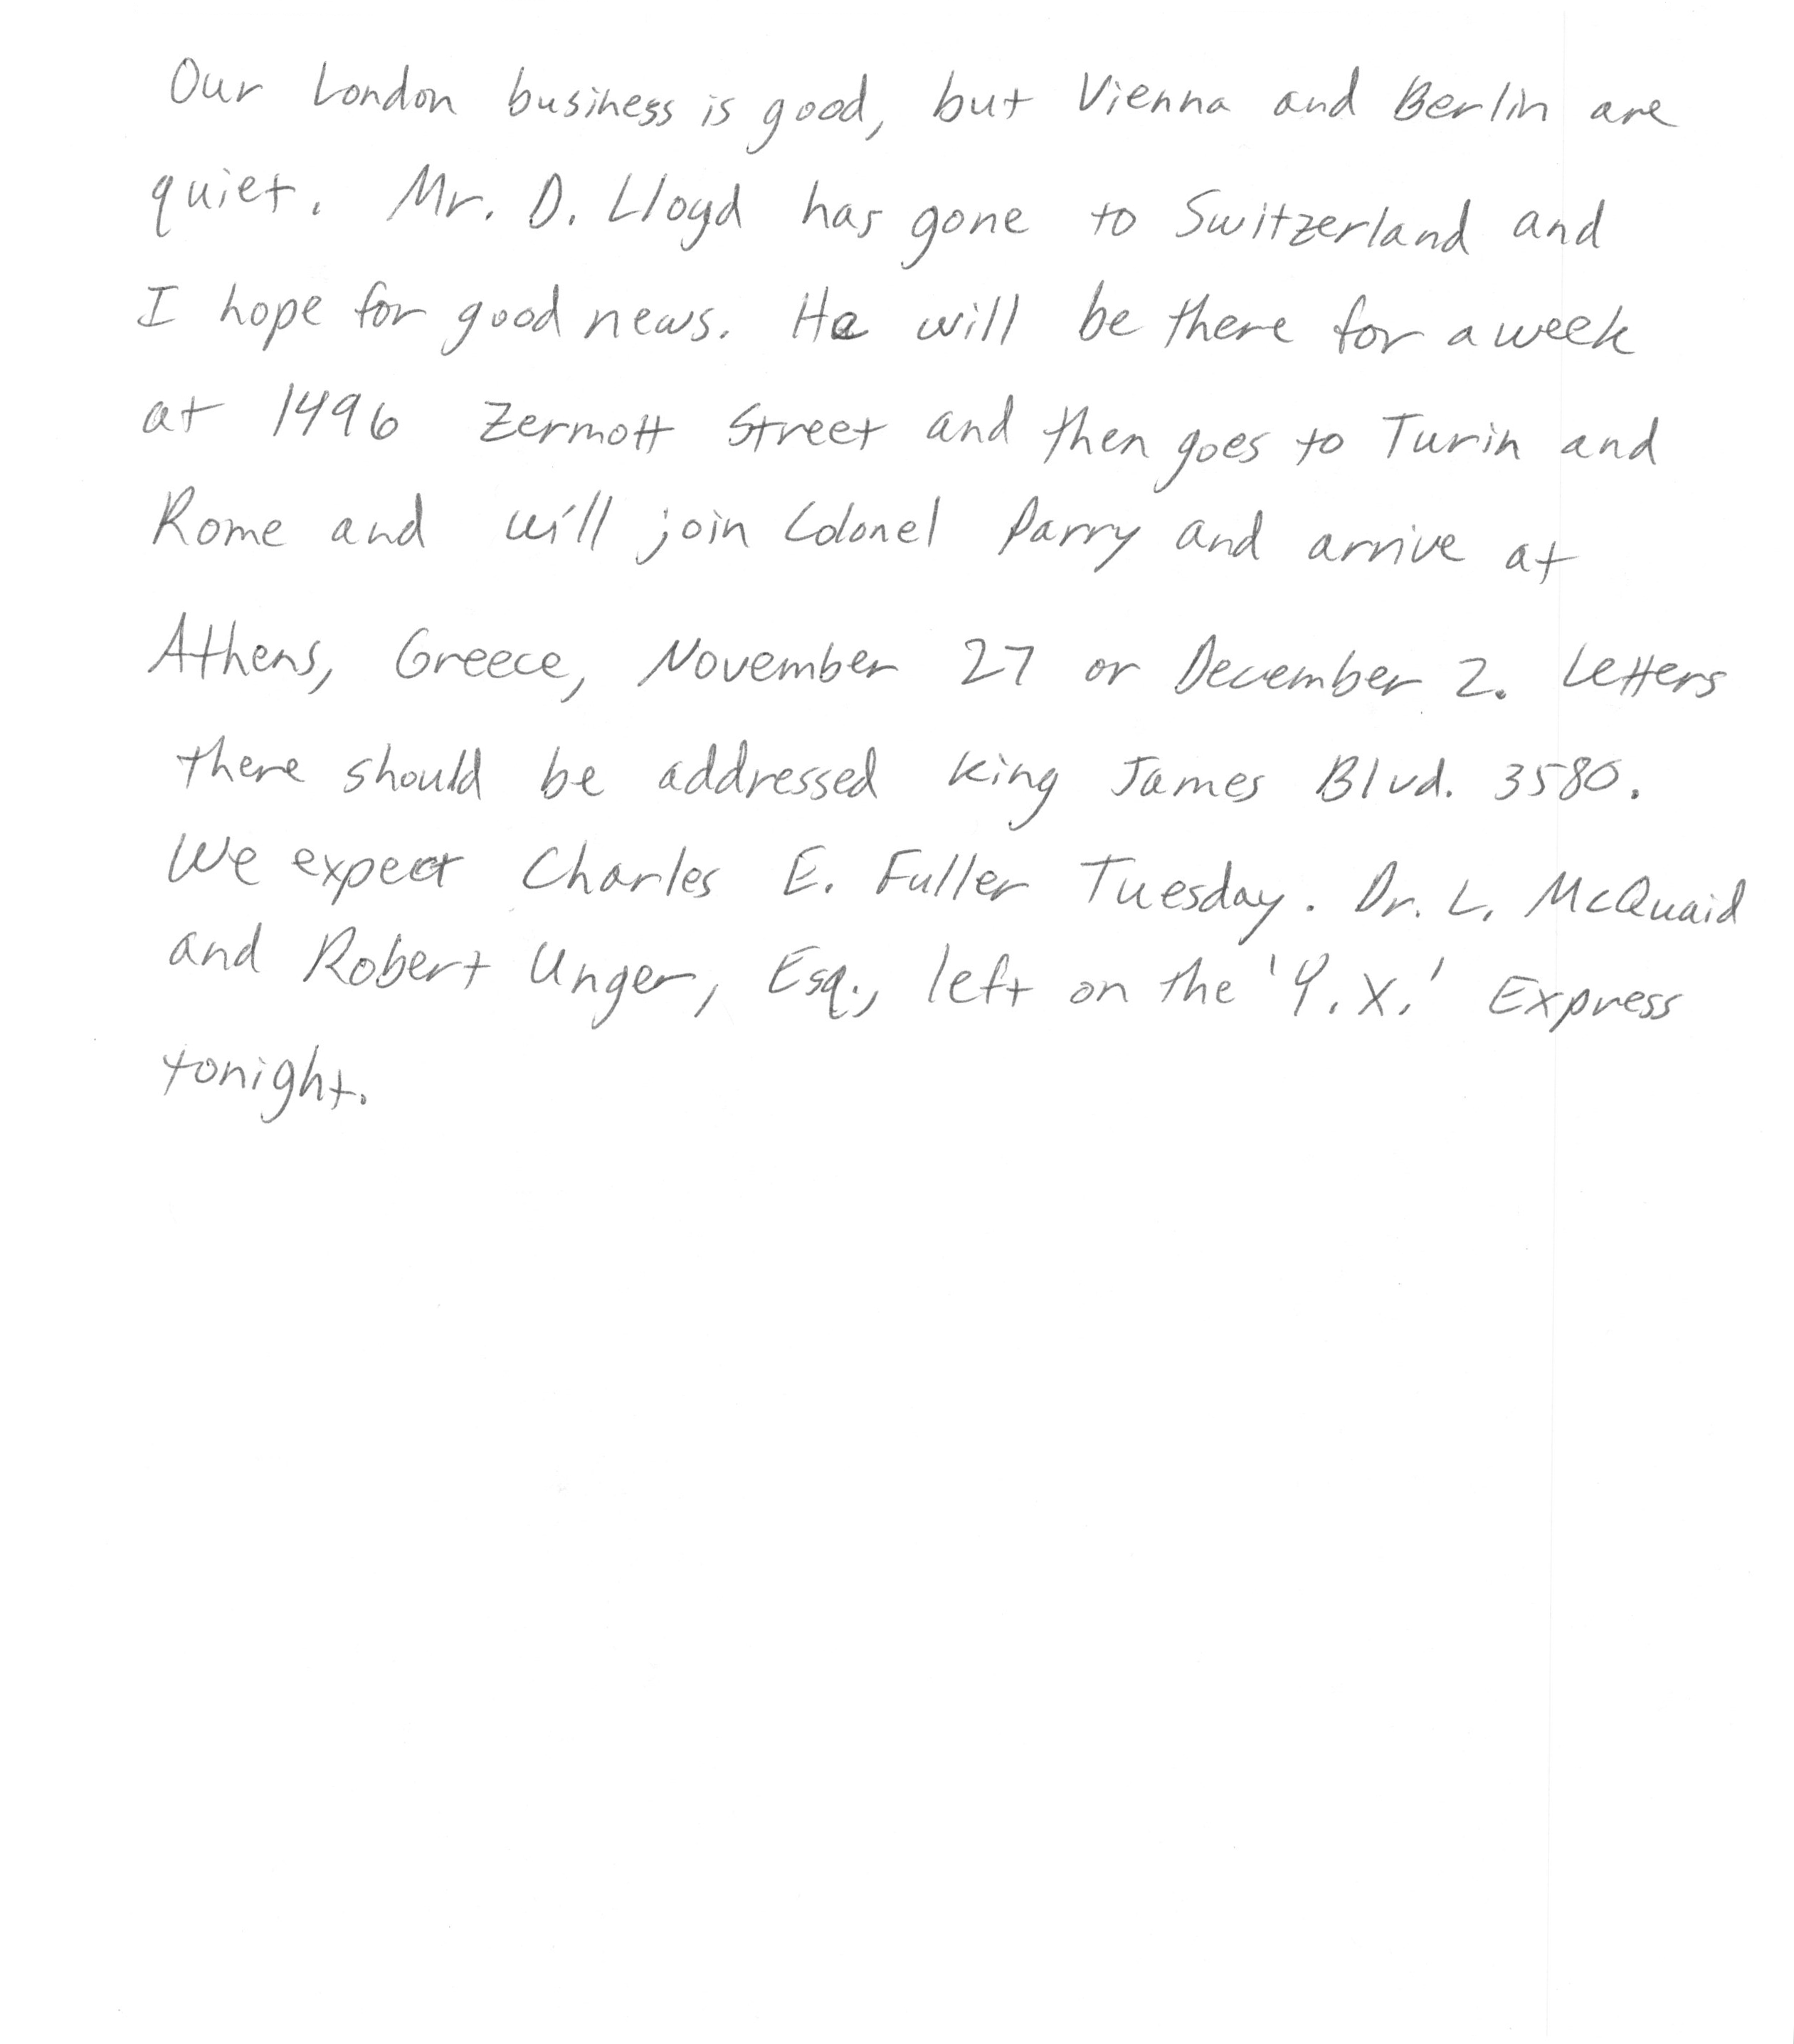 Our London business is good, but Vienna and Berlin are
quiet. Mr. D. Lloyd has gone to Switzerland and
I hope for good news. He will be there for a week
at 1496 Zermott Street and then goes to Turin and
Rome and will join Colonel Parry and arrive at
Athens, Greece, November 27 or December 2. Letters
there should be addressed King James Blvd. 3580.
We expect Charles E. Fuller Tuesday. Dr. L. McQuaid
and Robert Unger, Esq., left on the 'Y.X.' Express
tonight.